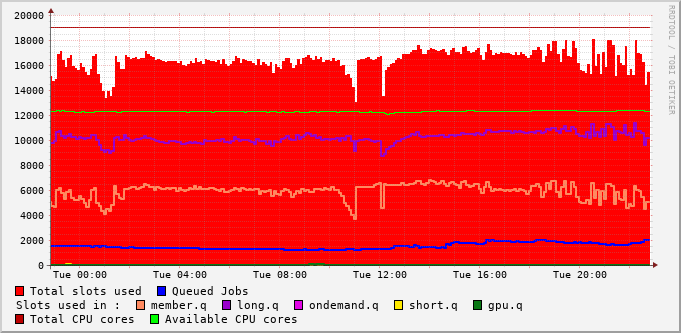 20000
18000
16000
14000
12000
10000
8000
6000
4000
2000
0
Tue 00:00 Tue 04:00 Tue 08:00 Tue 12:00 Tue 16:00 Tue 20:00
Total slots used Queued Jobs
Slots used in : member.q long.q ondemand.q short.q gpu.q
Total CPU cores Available CPU cores
RRDTOOL / TOBI OETIKER